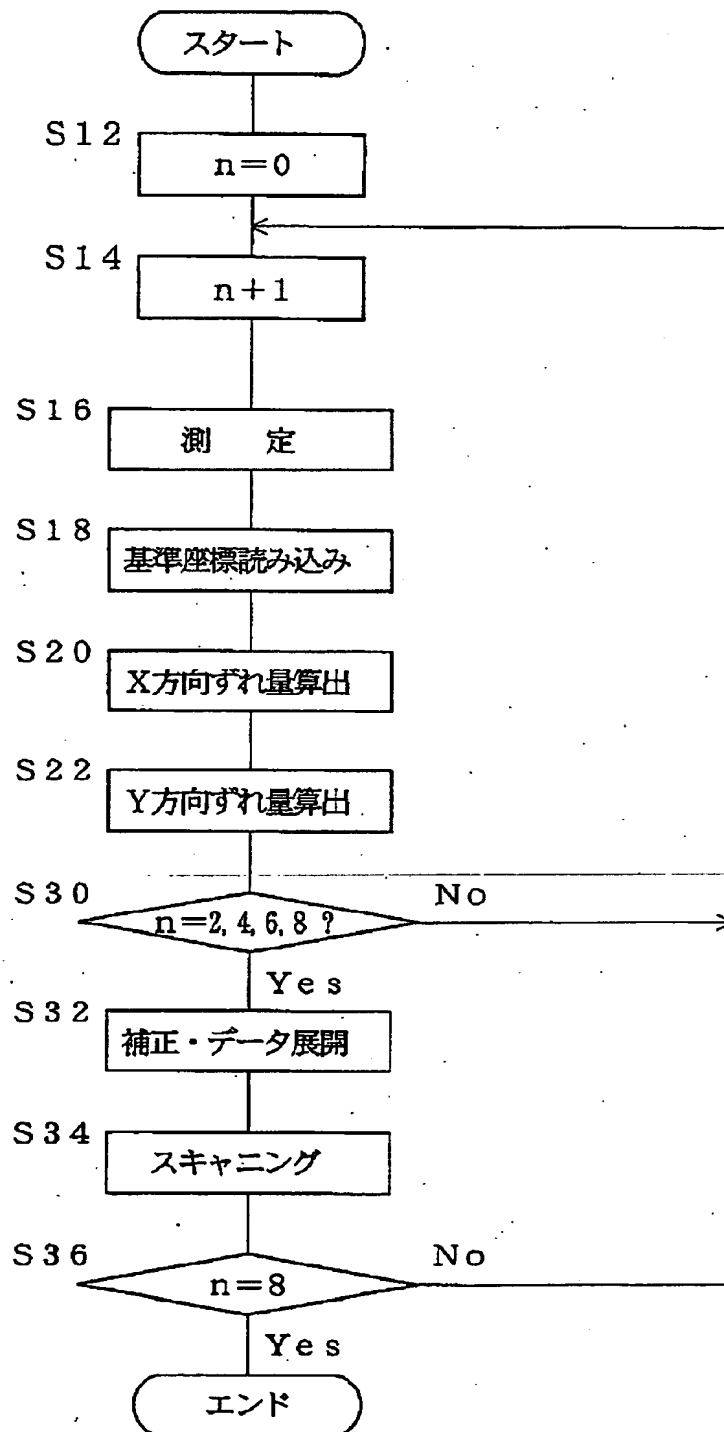 スタート
S12
n=0
S14
n+1
S16
測 定
S18
基準座標読み込み
S20
X方向ずれ量算出
S22
Y方向ずれ量算出
S30
n=2,4,6,8 ?
No
Yes
S32
補正・データ展開
S34
スキャニング
S36
n=8
No
Yes
エンド